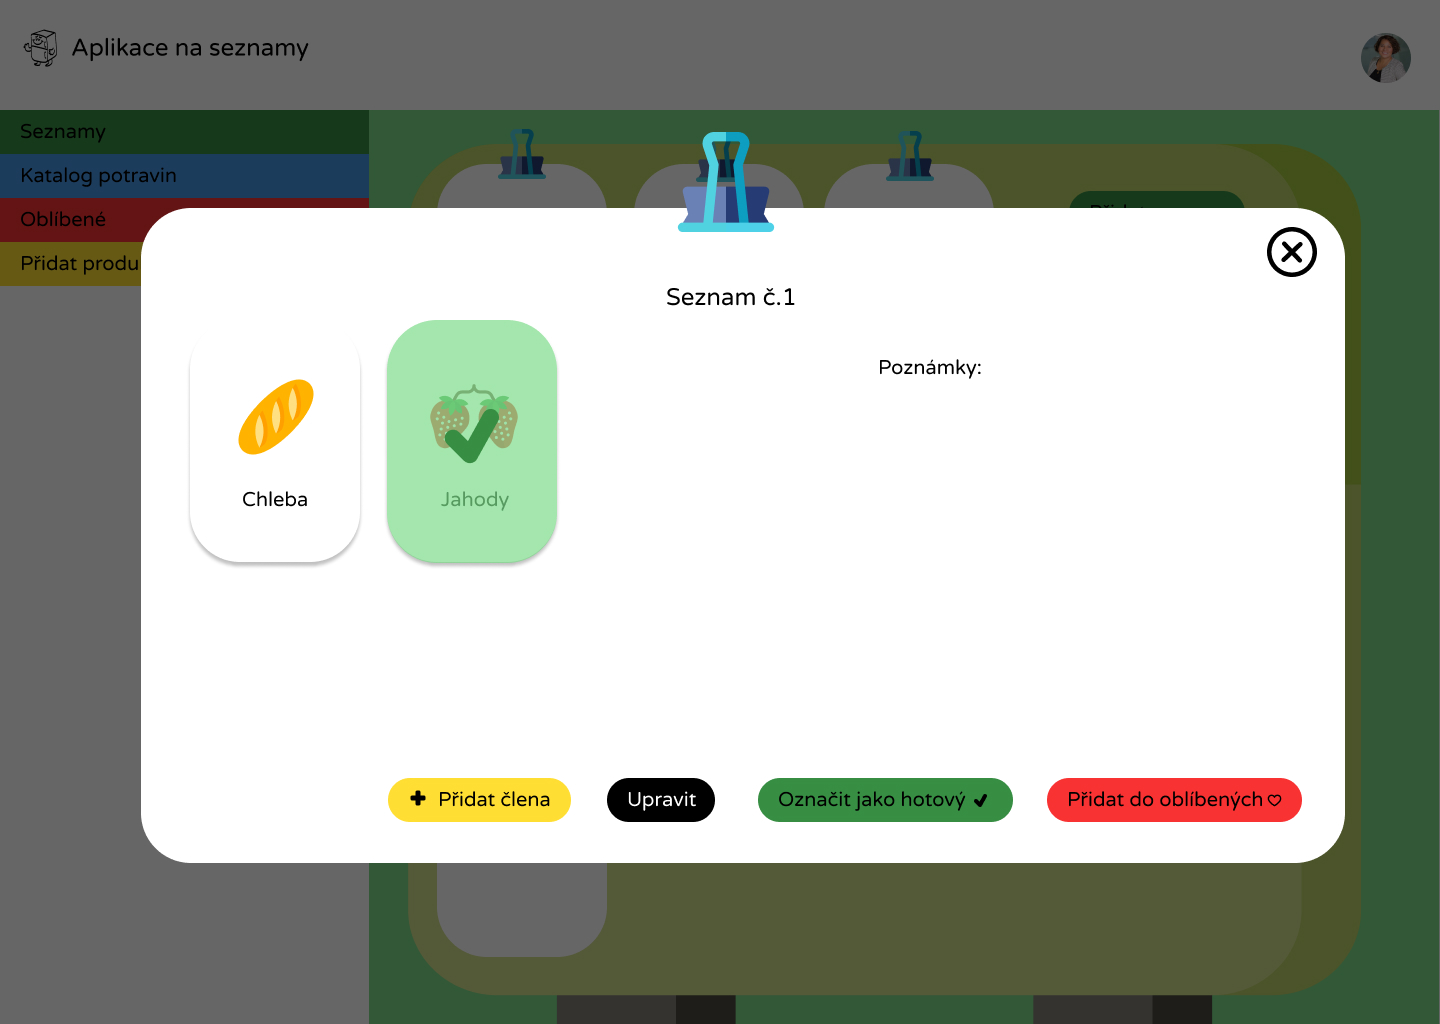 Aplikace na seznamy
Seznamy
Katalog potravin
Oblíbené
Přidat produ
Seznam č.1
Poznámky:
Chleba
Jahody
Přidat člena
Upravit
Označit jako hotový
Přidat do oblíbených